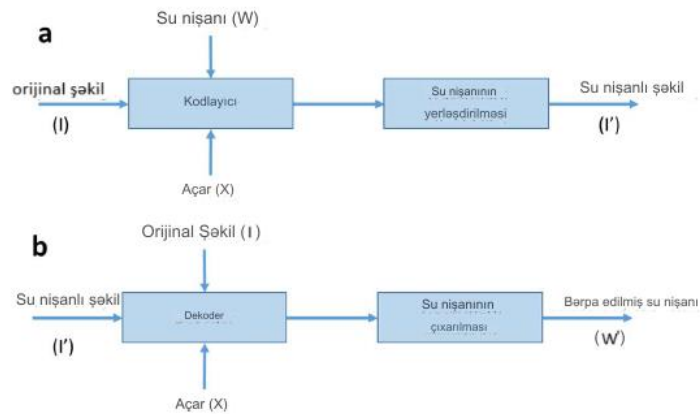 a
Su nişanı (W)
orijinal şəkil
(I)
Kodlayıcı
Su nişanının
yerləşdirilməsi
Su nişanlı şəkil
(I')
Açar (X)
b
Orijinal Şəkil (I)
Su nişanlı şəkil
(I')
Dekoder
Su nişanının
çıxarılması
Bərpa edilmiş su nişanı
(W')
Açar (X)